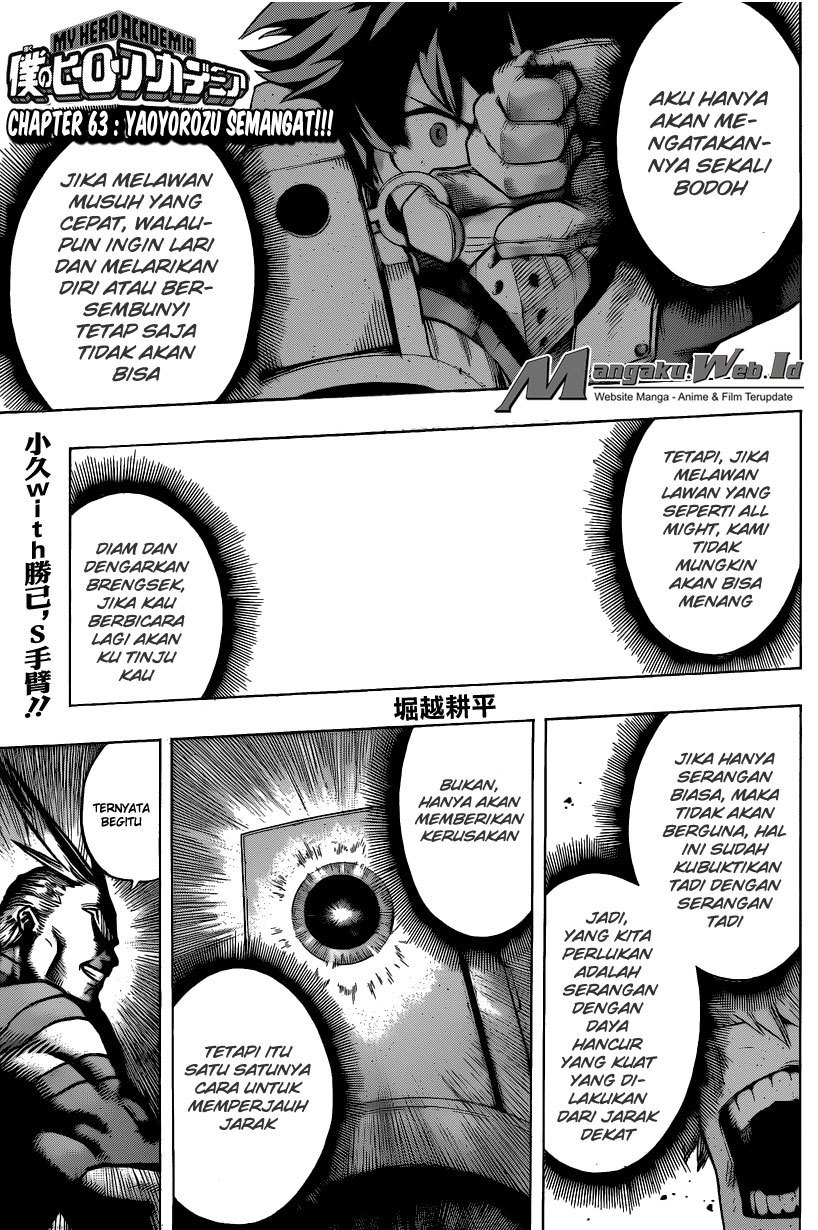 MY HERO ACADEMIA
僕のヒーローアカデミア
CHAPTER 63 : YAOYOROZU SEMANGAT!!!
AKU HANYA
AKAN ME-
NGATAKAN-
NYA SEKALI
BODOH
JIKA MELAWAN
MUSUH YANG
CEPAT, WALAU-
PUN INGIN LARI
DAN MELARIKAN
DIRI ATAU BER-
SEMBUNYI
TETAP SAJA
TIDAK AKAN
BISA
Mangaku.Web.Id
Website Manga - Anime & Film Terupdate
TETAPI, JIKA
MELAWAN
LAWAN YANG
SEPERTI ALL
MIGHT, KAMI
TIDAK
MUNGKIN
AKAN BISA
MENANG
DIAM DAN
DENGARKAN
BRENGSEK,
JIKA KAU
BERBICARA
LAGI AKAN
KU TINJU
KAU
小久with勝己'S手臂!!
堀越耕平
JIKA HANYA
SERANGAN
BIASA, MAKA
TIDAK AKAN
BERGUNA, HAL
INI SUDAH
KUBUKTIKAN
TADI DENGAN
SERANGAN
TADI
JADI,
YANG KITA
PERLUKAN
ADALAH
SERANGAN
DENGAN
DAYA
HANCUR
YANG KUAT
YANG DI-
LAKUKAN
DARI JARAK
DEKAT
BUKAN,
HANYA AKAN
MEMBERIKAN
KERUSAKAN
TETAPI ITU
SATU SATUNYA
CARA UNTUK
MEMPERJAUH
JARAK
TERNYATA
BEGITU